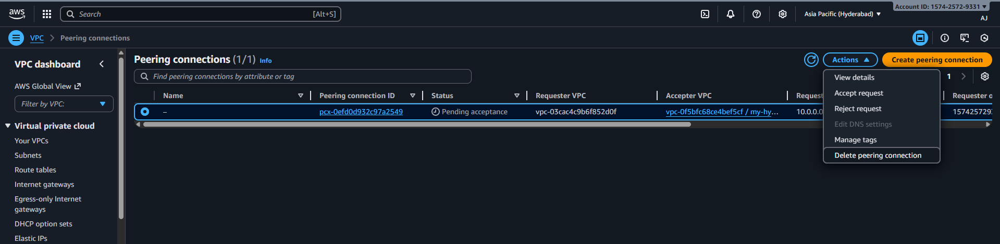 Account ID: 1574-2572-9331
aws
Search [Alt+S]
Asia Pacific (Hyderabad)
AJ
VPC > Peering connections
VPC dashboard
AWS Global View
Filter by VPC:
Virtual private cloud
Your VPCs
Subnets
Route tables
Internet gateways
Egress-only Internet
gateways
DHCP option sets
Elastic IPs
Peering connections (1/1) Info
Actions
Create peering connection
Find peering connections by attribute or tag
1
Name Peering connection ID Status Requester VPC Accepter VPC Request Requester o
– pcx-0efd0d932c97a2549 Pending acceptance vpc-03cac4c9b6f852d0f vpc-0f5bfc68ce4bef5cf / my-hy... 10.0.0.0 157425729
View details
Accept request
Reject request
Edit DNS settings
Manage tags
Delete peering connection